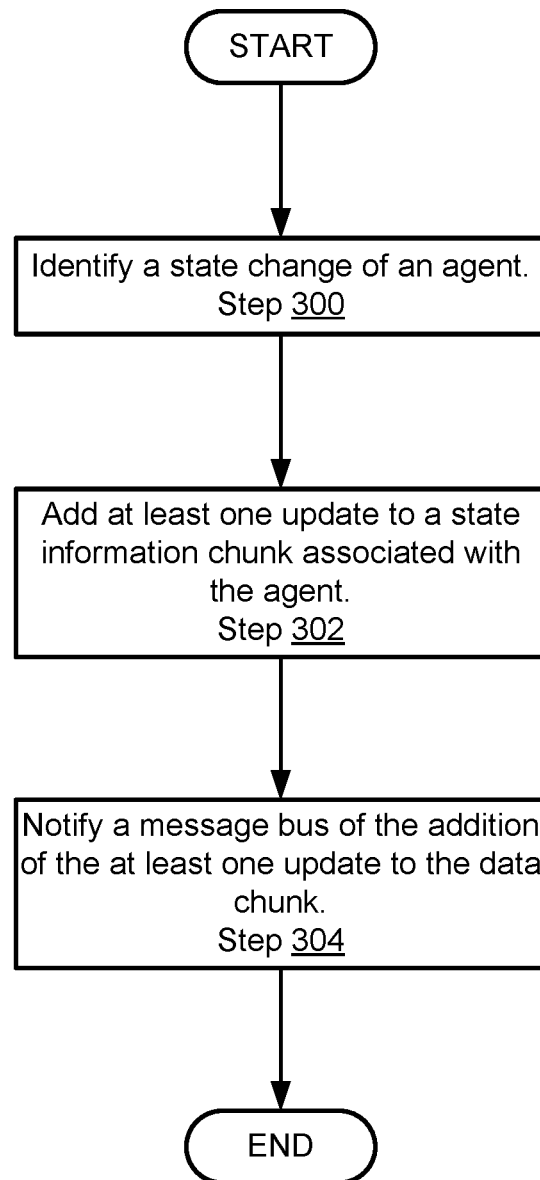 START
Identify a state change of an agent.
Step 300
Add at least one update to a state
information chunk associated with
the agent.
Step 302
Notify a message bus of the addition
of the at least one update to the data
chunk.
Step 304
END